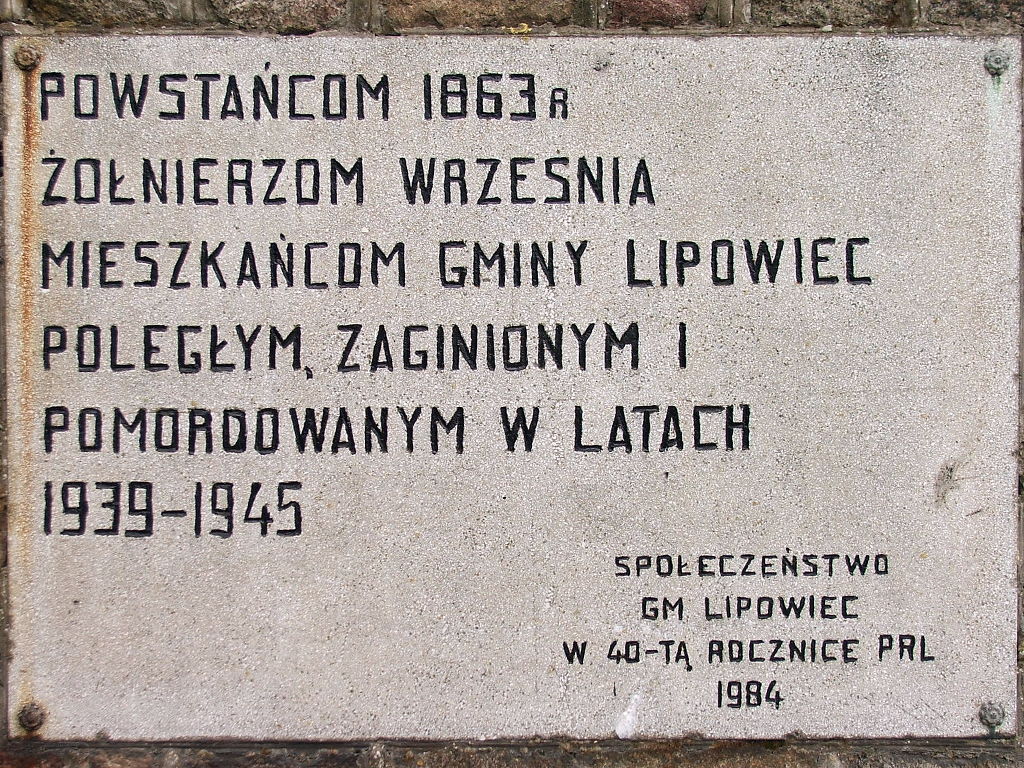 POWSTAŃCOM 1863R
ŻOŁNIERZOM WRZEŚNIA
MIESZKAŃCOM GMINY LIPOWIEC
POLEGŁYM, ZAGINIONYM I
POMORDOWANYM W LATACH
1939-1945
SPOŁECZEŃSTWO
GM LIPOWIEC
W 40-TĄ ROCZNICE PRL
1984